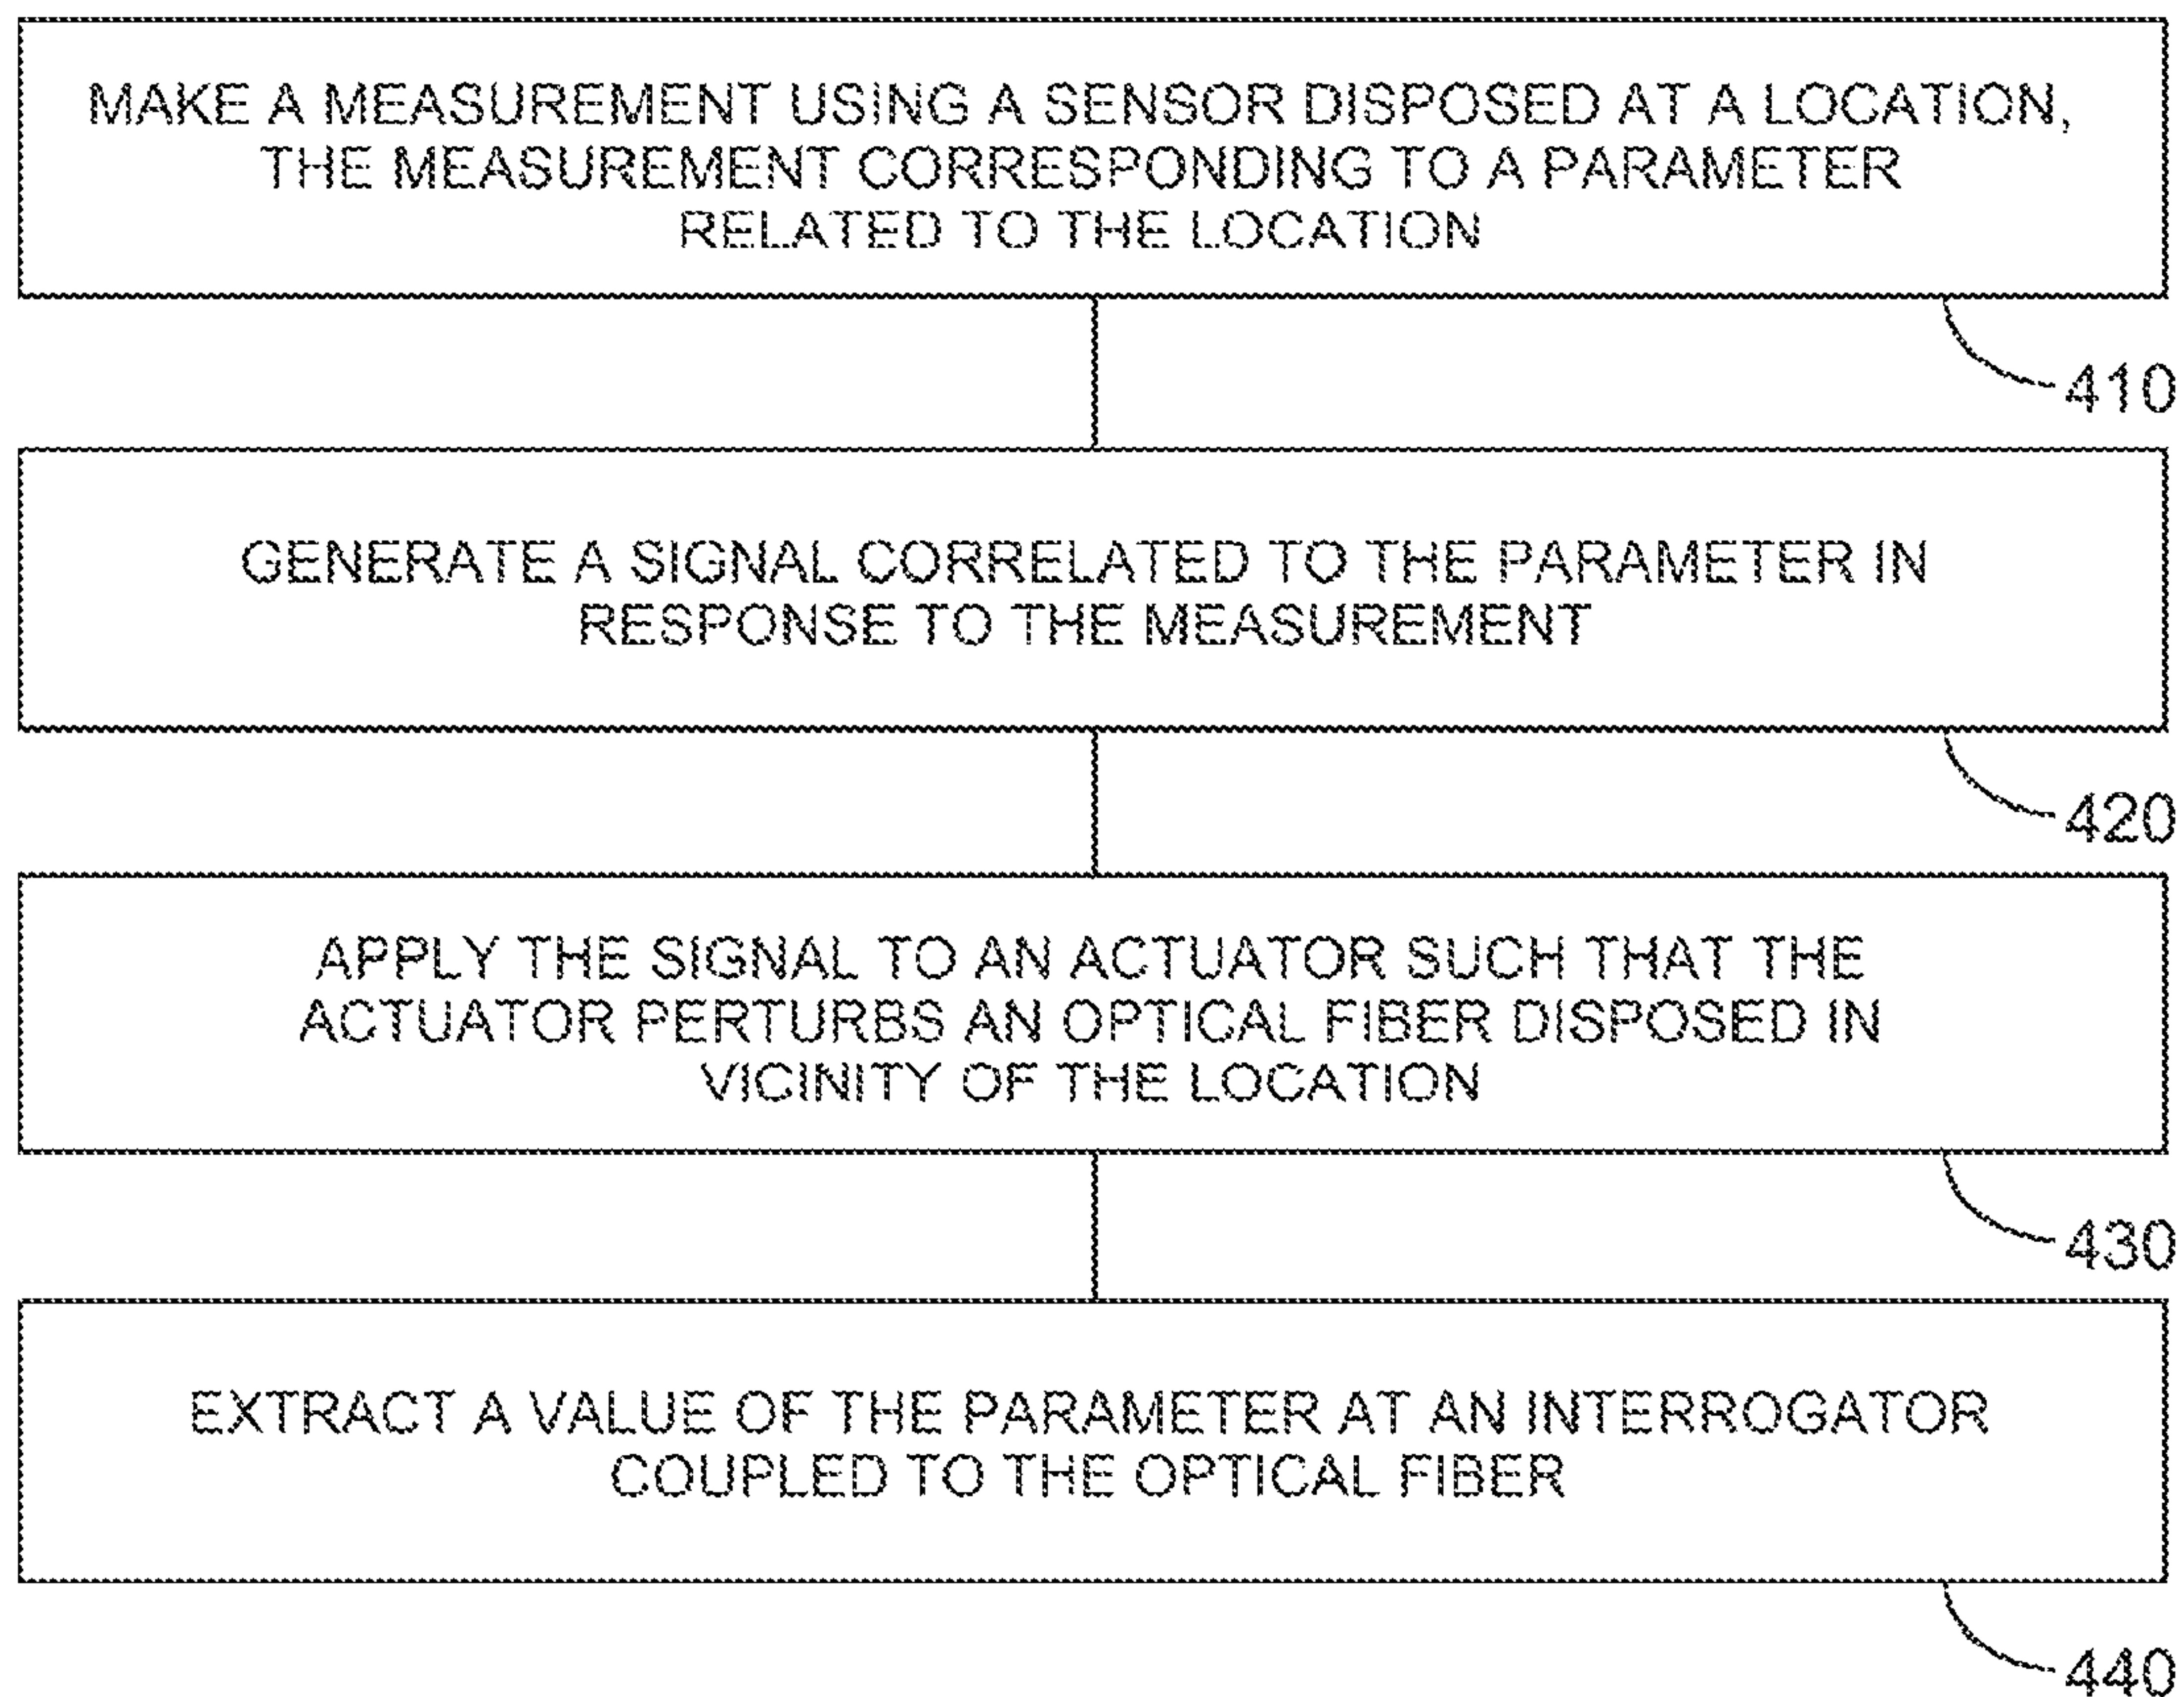 MAKE A MEASUREMENT USING A SENSOR DISPOSED AT A LOCATION,
THE MEASUREMENT CORRESPONDING TO A PARAMETER
RELATED TO THE LOCATION
410
GENERATE A SIGNAL CORRELATED TO THE PARAMETER IN
RESPONSE TO THE MEASUREMENT
420
APPLY THE SIGNAL TO AN ACTUATOR SUCH THAT THE
ACTUATOR PERTURBS AN OPTICAL FIBER DISPOSED IN
VICINITY OF THE LOCATION
430
EXTRACT A VALUE OF THE PARAMETER AT AN INTERROGATOR
COUPLED TO THE OPTICAL FIBER
440